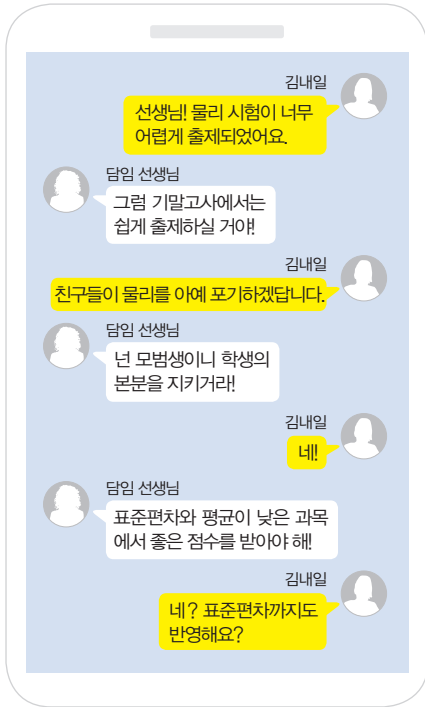 김내일
선생님! 물리 시험이 너무
어렵게 출제되었어요.
담임 선생님
그럼 기말고사에서는
쉽게 출제하실 거야!
김내일
친구들이 물리를 아예 포기하겠답니다.
담임 선생님
넌 모범생이니 학생의
본분을 지키거라!
김내일
네!
담임 선생님
표준편차와 평균이 낮은 과목
에서 좋은 점수를 받아야 해!
김내일
네? 표준편차까지도
반영해요?